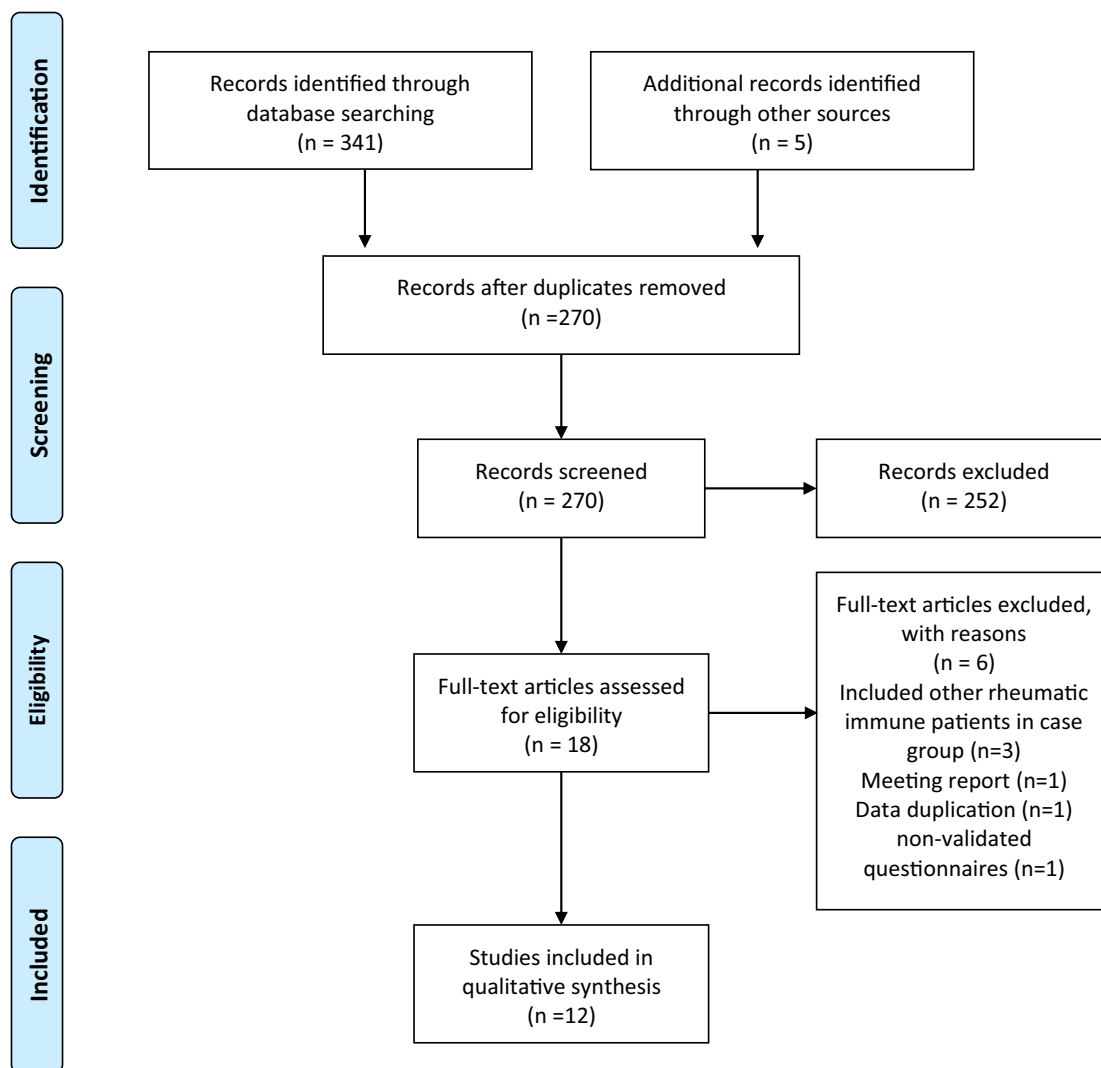 Identification
Records identified through
database searching
(n = 341)
Additional records identified
through other sources
(n = 5)
Records after duplicates removed
(n =270)
Screening
Records screened
(n = 270)
Records excluded
(n = 252)
Eligibility
Full-text articles assessed
for eligibility
(n = 18)
Full-text articles excluded,
with reasons
(n = 6)
Included other rheumatic
immune patients in case
group (n=3)
Meeting report (n=1)
Data duplication (n=1)
non-validated
questionnaires (n=1)
Included
Studies included in
qualitative synthesis
(n =12)